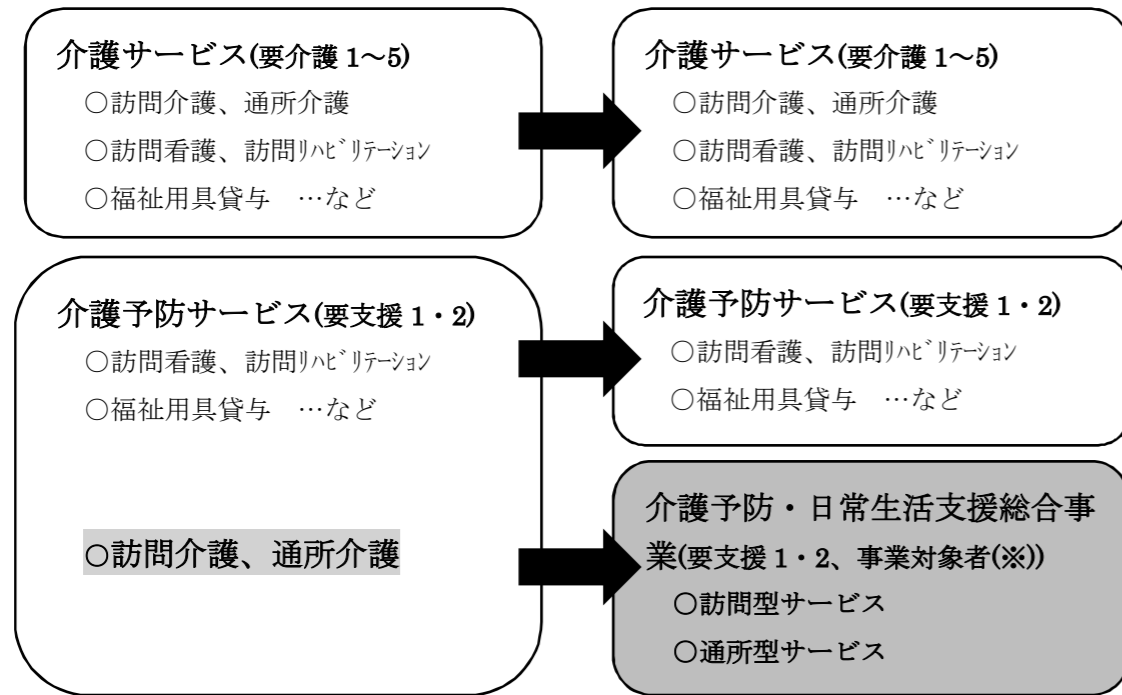 介護サービス(要介護 1～5)
○訪問介護、通所介護
○訪問看護、訪問ﾘﾊﾋﾞﾘﾃｰｼｮﾝ
○福祉用具貸与　…など
介護予防サービス(要支援 1・2)
○訪問看護、訪問ﾘﾊﾋﾞﾘﾃｰｼｮﾝ
○福祉用具貸与　…など
○訪問介護、通所介護
介護サービス(要介護 1～5)
○訪問介護、通所介護
○訪問看護、訪問ﾘﾊﾋﾞﾘﾃｰｼｮﾝ
○福祉用具貸与　…など
介護予防サービス(要支援 1・2)
○訪問看護、訪問ﾘﾊﾋﾞﾘﾃｰｼｮﾝ
○福祉用具貸与　…など
介護予防・日常生活支援総合事
業(要支援 1・2、事業対象者(※))
○訪問型サービス
○通所型サービス